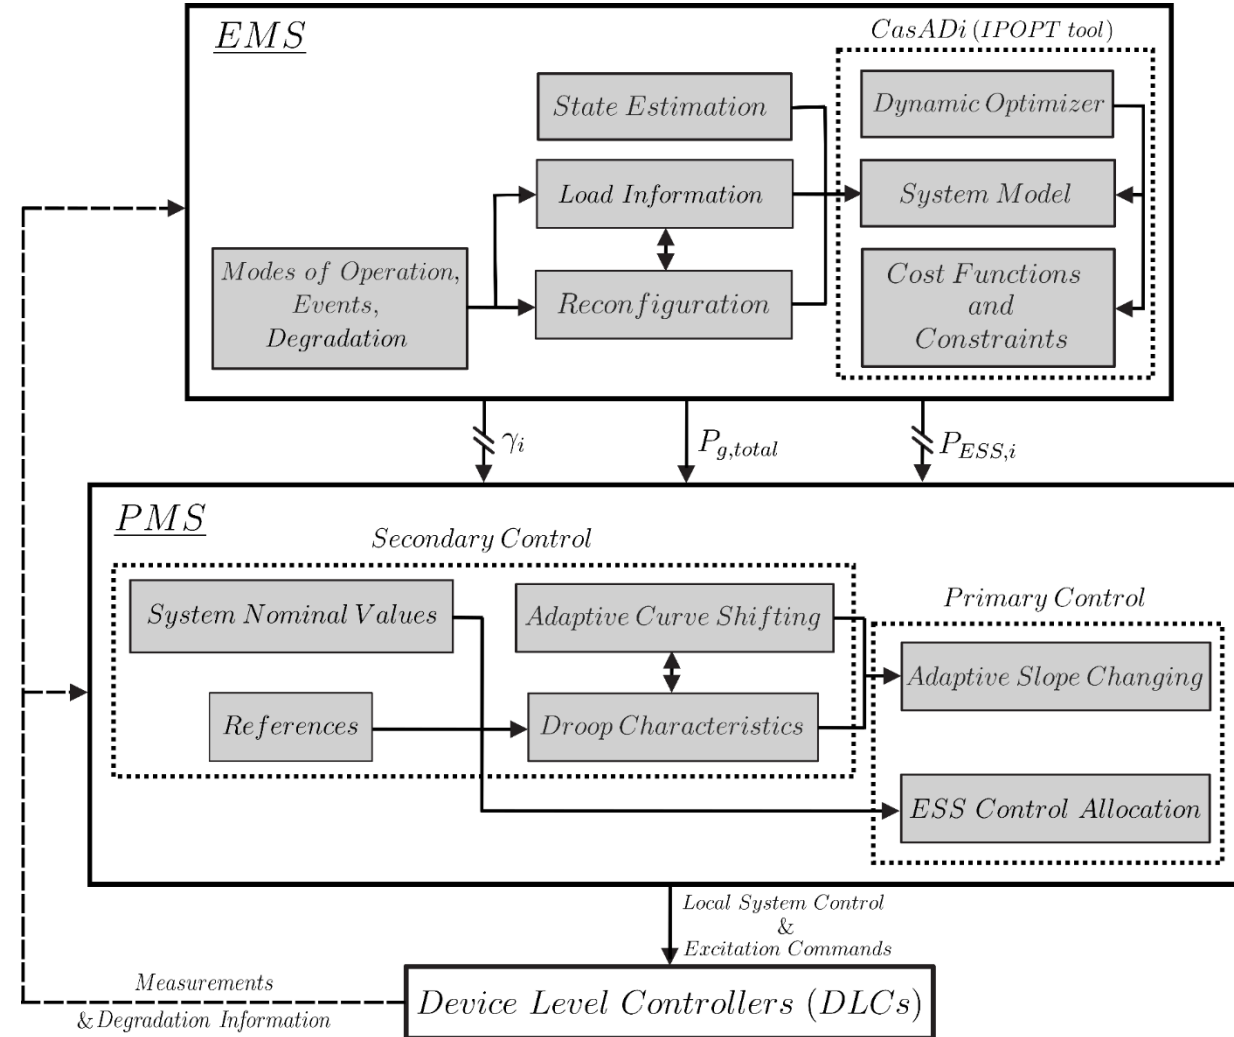 EMS
CasADi (IPOPT tool)
State Estimation
Dynamic Optimizer
Load Information
System Model
Modes of Operation,
Events,
Degradation
Reconfiguration
Cost Functions
and
Constraints
γi
Pg,total
PESS,i
PMS
Secondary Control
System Nominal Values
Adaptive Curve Shifting
Primary Control
Adaptive Slope Changing
References
Droop Characteristics
ESS Control Allocation
Local System Control
&
Excitation Commands
Measurements
& Degradation Information
Device Level Controllers (DLCs)